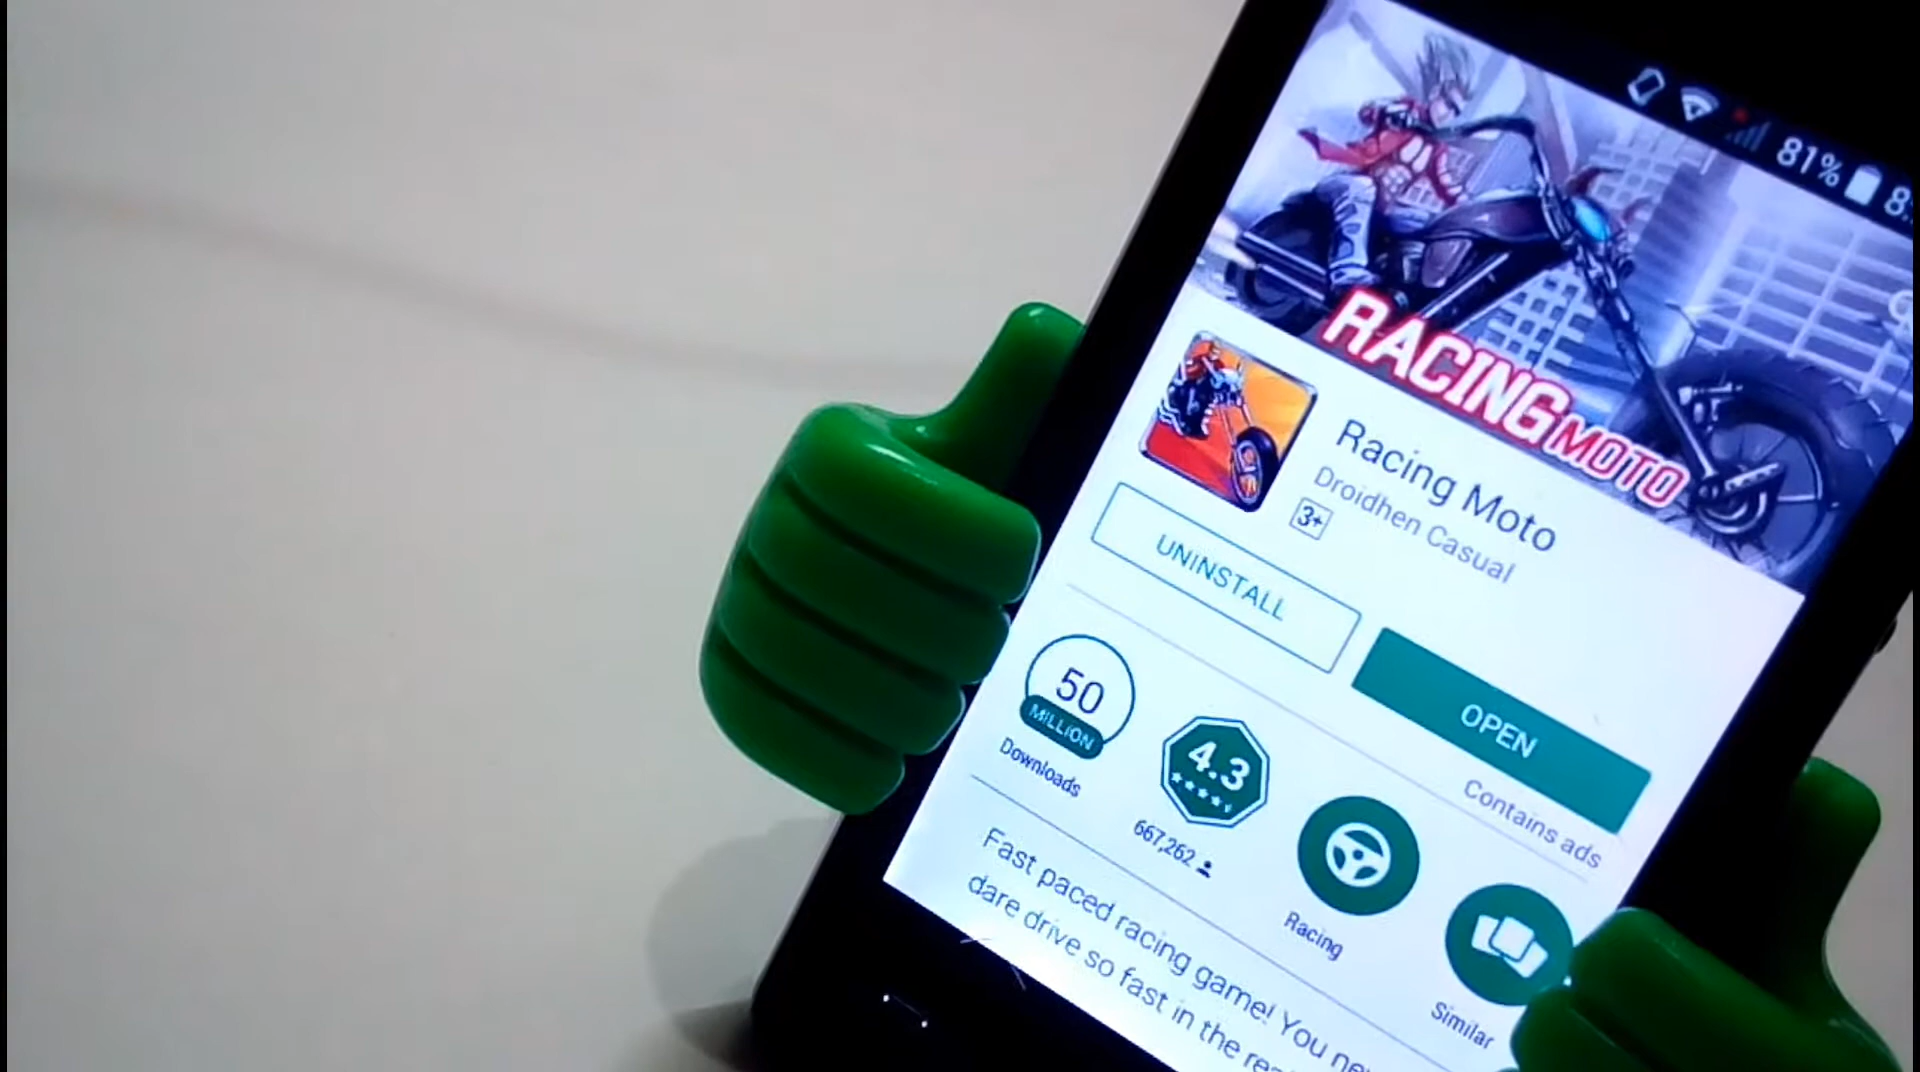 81%
RACING MOTO
Racing Moto
Droidhen Casual
3+
UNINSTALL
OPEN
Contains ads
50
MILLION
Downloads
4.3
667,262
Racing
Similar
Fast paced racing game! You
dare drive so fast in the